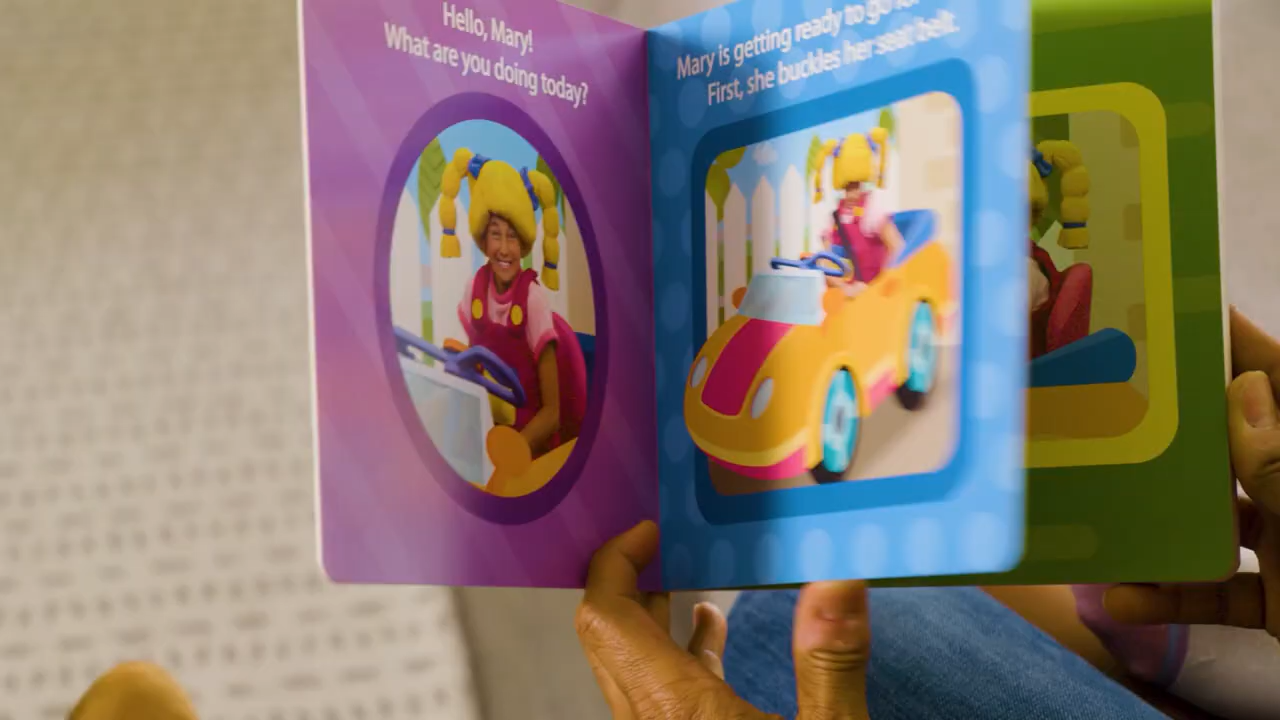 Hello, Mary!
What are you doing today?
Mary is getting ready to go
First, she buckles her seat belt.